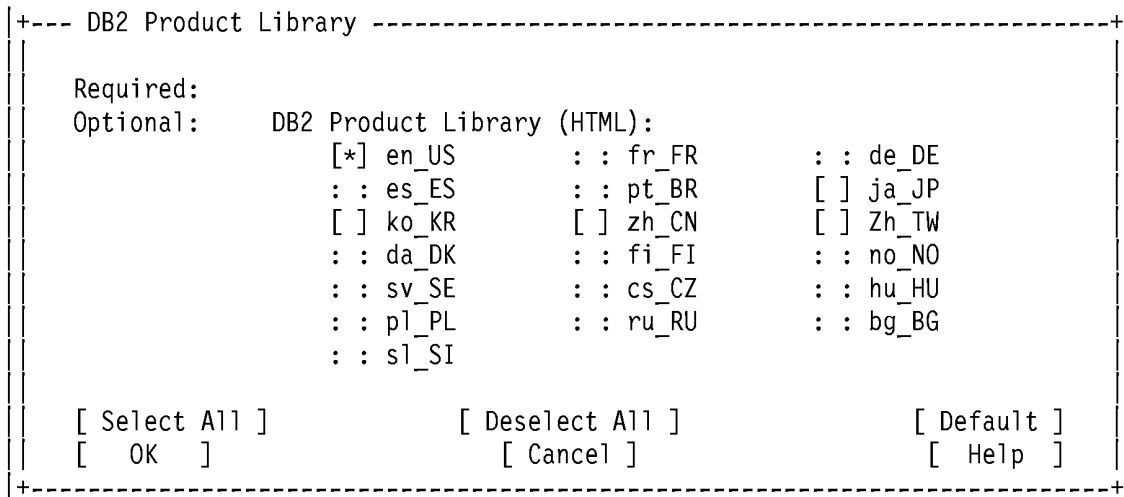 +--- DB2 Product Library --------------------------------------------------------+
Required:
Optional: DB2 Product Library (HTML):
[*] en_US : : fr_FR : : de_DE
: : es_ES : : pt_BR [ ] ja_JP
[ ] ko_KR [ ] zh_CN [ ] Zh_TW
: : da_DK : : fi_FI : : no_NO
: : sv_SE : : cs_CZ : : hu_HU
: : pl_PL : : ru_RU : : bg_BG
: : sl_SI
[ Select All ] [ Deselect All ] [ Default ]
[ OK ] [ Cancel ] [ Help ]
+--------------------------------------------------------------------------------+